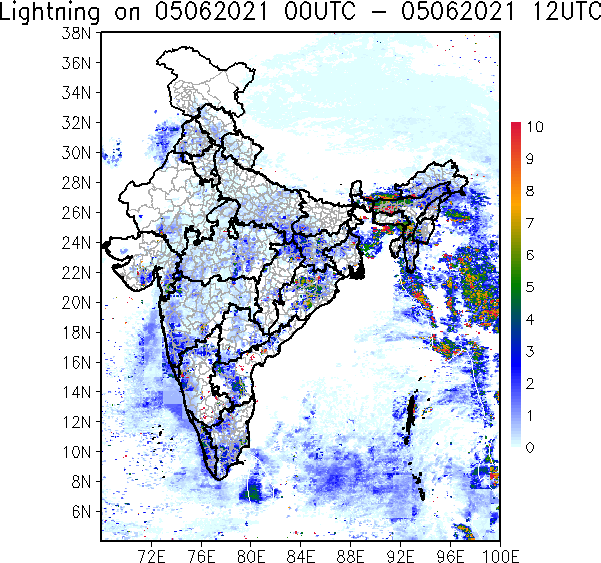 Lightning on 05062021 00UTC – 05062021 12UTC
38N
36N
34N
32N
30N
28N
26N
24N
22N
20N
18N
16N
14N
12N
10N
8N
6N
72E 76E 80E 84E 88E 92E 96E 100E
10
9
8
7
6
5
4
3
2
1
0